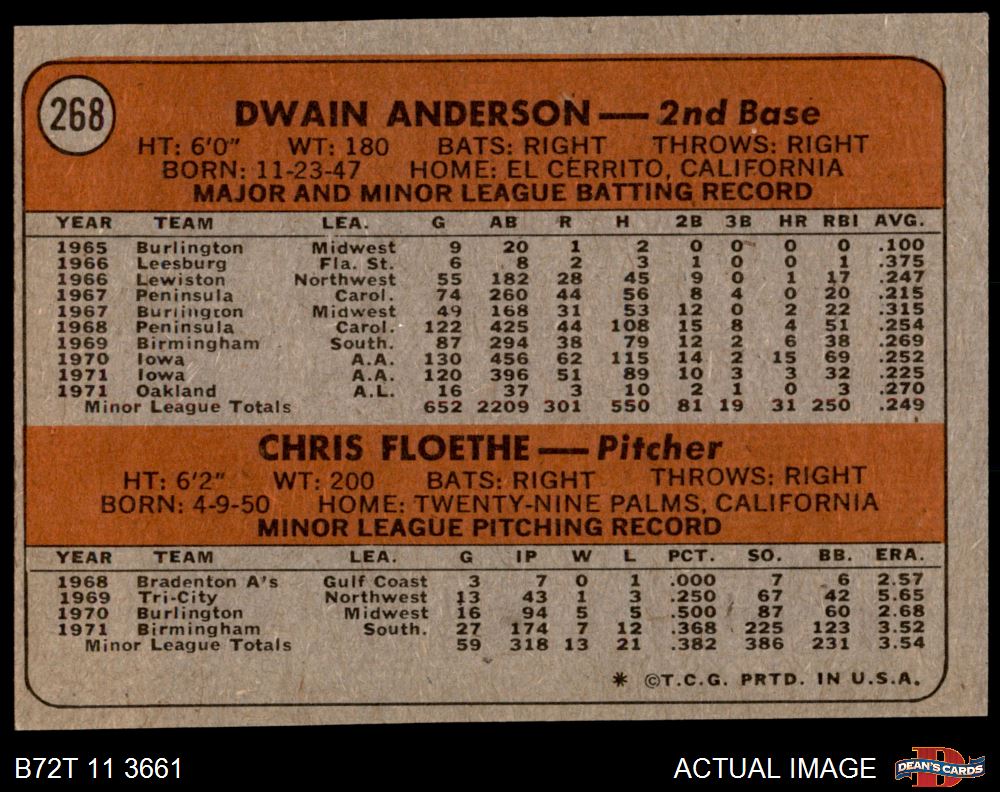 268
DWAIN ANDERSON — 2nd Base
HT: 6'0" WT: 180 BATS: RIGHT THROWS: RIGHT
BORN: 11-23-47 HOME: EL CERRITO, CALIFORNIA
MAJOR AND MINOR LEAGUE BATTING RECORD
YEAR TEAM LEA. G AB R H 2B 3B HR RBI AVG.
1965 Burlington Midwest 9 20 1 2 0 0 0 0 .100
1966 Leesburg Fla. St. 6 8 2 3 1 0 0 1 .375
1966 Lewiston Northwest 55 182 28 45 9 0 1 17 .247
1967 Peninsula Carol. 74 260 44 56 8 4 0 20 .215
1967 Burlington Midwest 49 168 31 53 12 0 2 22 .315
1968 Peninsula Carol. 122 425 44 108 15 8 4 51 .254
1969 Birmingham South. 87 294 38 79 12 2 6 38 .269
1970 Iowa A.A. 130 456 62 115 14 2 15 69 .252
1971 Iowa A.A. 120 396 51 89 10 3 3 32 .225
1971 Oakland A.L. 16 37 3 10 2 1 0 3 .270
Minor League Totals 652 2209 301 550 81 19 31 250 .249
CHRIS FLOETHE — Pitcher
HT: 6'2" WT: 200 BATS: RIGHT THROWS: RIGHT
BORN: 4-9-50 HOME: TWENTY-NINE PALMS, CALIFORNIA
MINOR LEAGUE PITCHING RECORD
YEAR TEAM LEA. G IP W L PCT. SO. BB. ERA.
1968 Bradenton A's Gulf Coast 3 7 0 1 .000 7 6 2.57
1969 Tri-City Northwest 13 43 1 3 .250 67 42 5.65
1970 Burlington Midwest 16 94 5 5 .500 87 60 2.68
1971 Birmingham South. 27 174 7 12 .368 225 123 3.52
Minor League Totals 59 318 13 21 .382 386 231 3.54
* ©T.C.G. PRTD. IN U.S.A.
B72T 11 3661 ACTUAL IMAGE DEAN'S CARDS